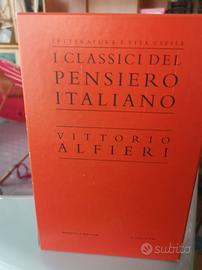 LETTERATURA E VITA CIVILE
I CLASSICI DEL
PENSIERO
ITALIANO
VITTORIO
ALFIERI
subito